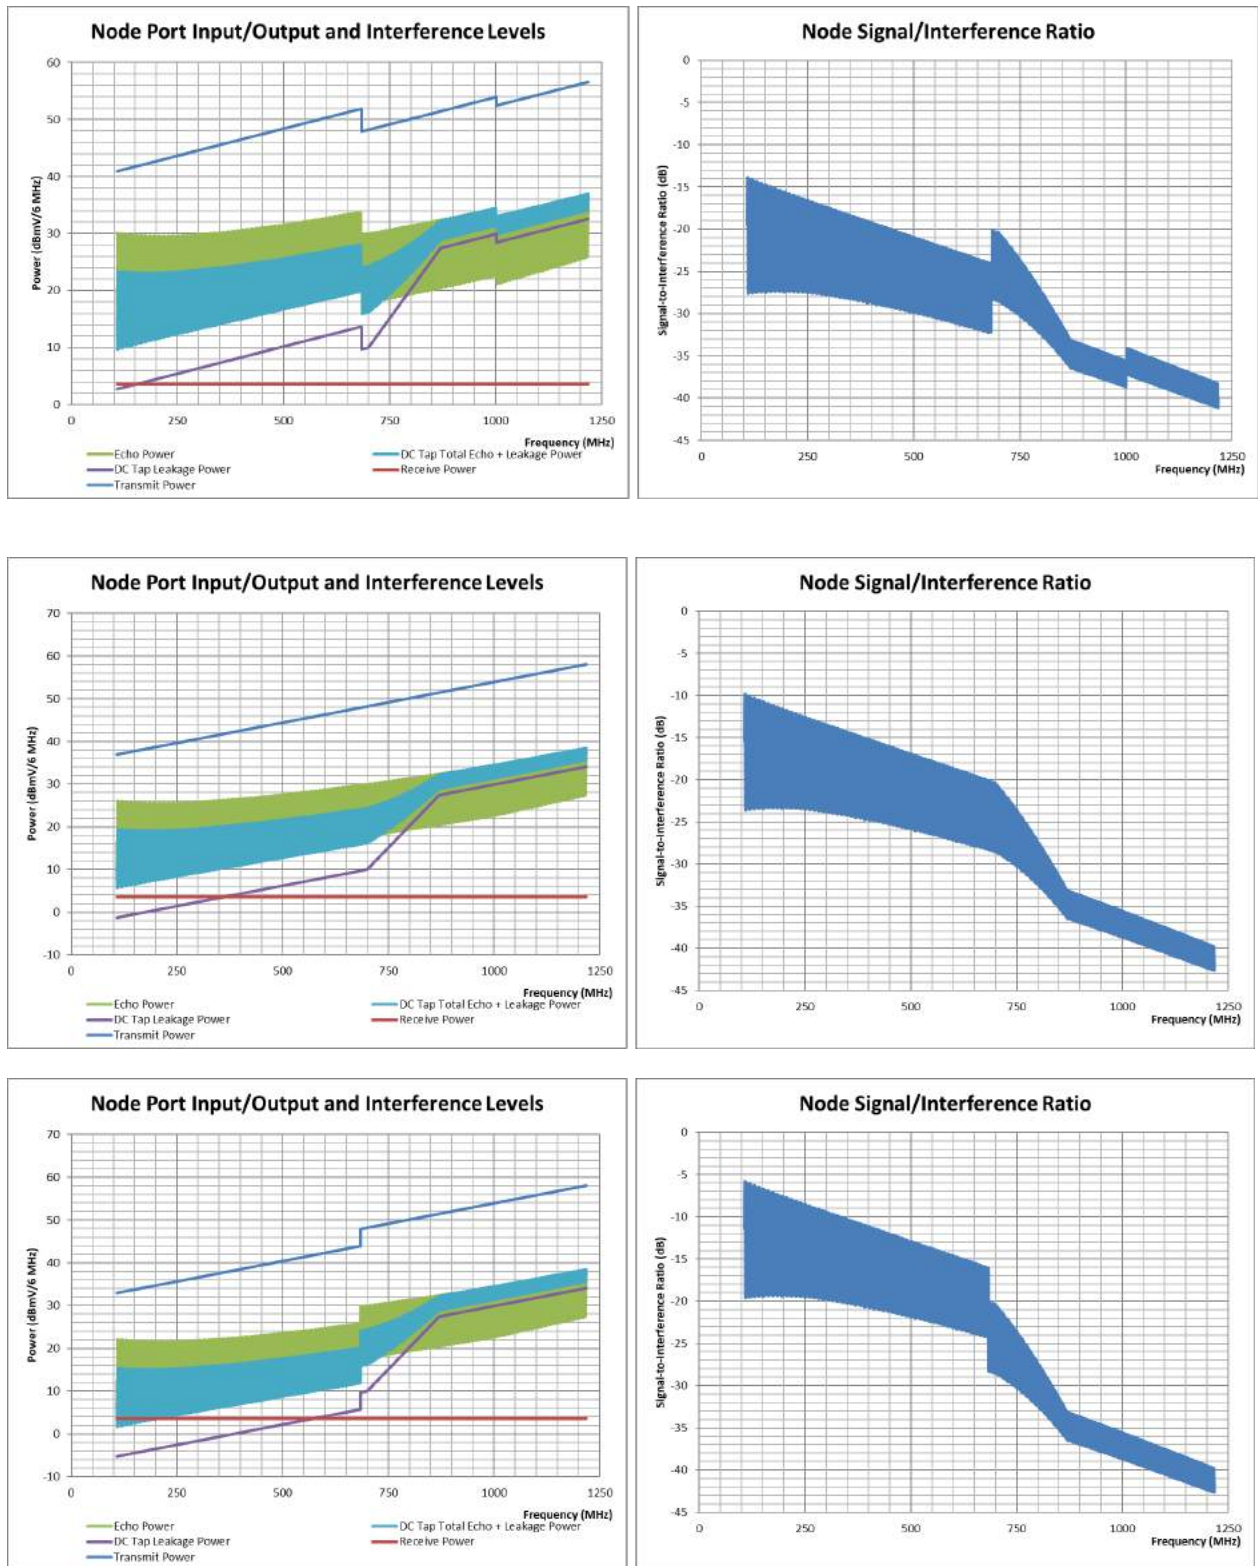 Node Port Input/Output and Interference Levels
Power (dBmV/6 MHz)
60
50
40
30
20
10
0
0 250 500 750 1000 1250
Frequency (MHz)
Echo Power DC Tap Total Echo + Leakage Power
DC Tap Leakage Power Receive Power
Transmit Power
Node Signal/Interference Ratio
Signal-to-Interference Ratio (dB)
0
-5
-10
-15
-20
-25
-30
-35
-40
-45
0 250 500 750 1000 1250
Frequency (MHz)
Node Port Input/Output and Interference Levels
Power (dBmV/6 MHz)
70
60
50
40
30
20
10
0
-10
0 250 500 750 1000 1250
Frequency (MHz)
Echo Power DC Tap Total Echo + Leakage Power
DC Tap Leakage Power Receive Power
Transmit Power
Node Signal/Interference Ratio
Signal-to-Interference Ratio (dB)
0
-5
-10
-15
-20
-25
-30
-35
-40
-45
0 250 500 750 1000 1250
Frequency (MHz)
Node Port Input/Output and Interference Levels
Power (dBmV/6 MHz)
70
60
50
40
30
20
10
0
-10
0 250 500 750 1000 1250
Frequency (MHz)
Echo Power DC Tap Total Echo + Leakage Power
DC Tap Leakage Power Receive Power
Transmit Power
Node Signal/Interference Ratio
Signal-to-Interference Ratio (dB)
0
-5
-10
-15
-20
-25
-30
-35
-40
-45
0 250 500 750 1000 1250
Frequency (MHz)